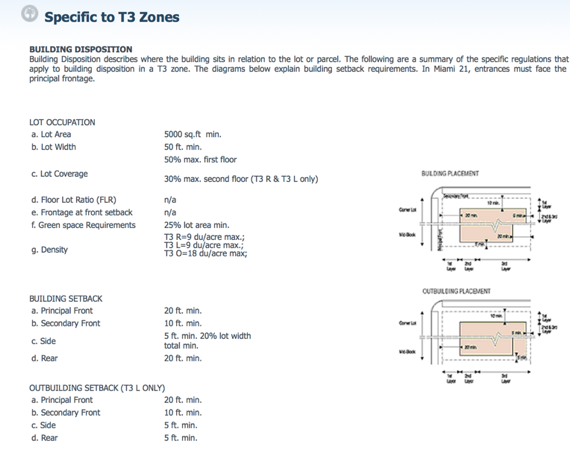 Specific to T3 Zones
BUILDING DISPOSITION
Building Disposition describes where the building sits in relation to the lot or parcel. The following are a summary of the specific regulations that
apply to building disposition in a T3 zone. The diagrams below explain building setback requirements. In Miami 21, entrances must face the
principal frontage.
LOT OCCUPATION
a. Lot Area 5000 sq.ft min.
b. Lot Width 50 ft. min.
50% max. first floor
c. Lot Coverage
30% max. second floor (T3 R & T3 L only)
d. Floor Lot Ratio (FLR) n/a
e. Frontage at front setback n/a
f. Green space Requirements 25% lot area min.
T3 R=9 du/acre max.;
g. Density T3 L=9 du/acre max.;
T3 O=18 du/acre max;
BUILDING SETBACK
a. Principal Front 20 ft. min.
b. Secondary Front 10 ft. min.
c. Side 5 ft. min. 20% lot width
total min.
d. Rear 20 ft. min.
OUTBUILDING SETBACK (T3 L ONLY)
a. Principal Front 20 ft. min.
b. Secondary Front 10 ft. min.
c. Side 5 ft. min.
d. Rear 5 ft. min.
BUILDING PLACEMENT
Secondary Front
10 min.
Corner Lot
20 min.
5 min.
Mid Block
20 min.
5 min.
Principal Front
1st Layer
2nd Layer
3rd Layer
1st Layer
2nd & 3rd Layer
OUTBUILDING PLACEMENT
10 min.
Corner Lot
5 min.
Mid Block
20 min.
5 min.
1st Layer
2nd Layer
3rd Layer
1st Layer
2nd & 3rd Layer